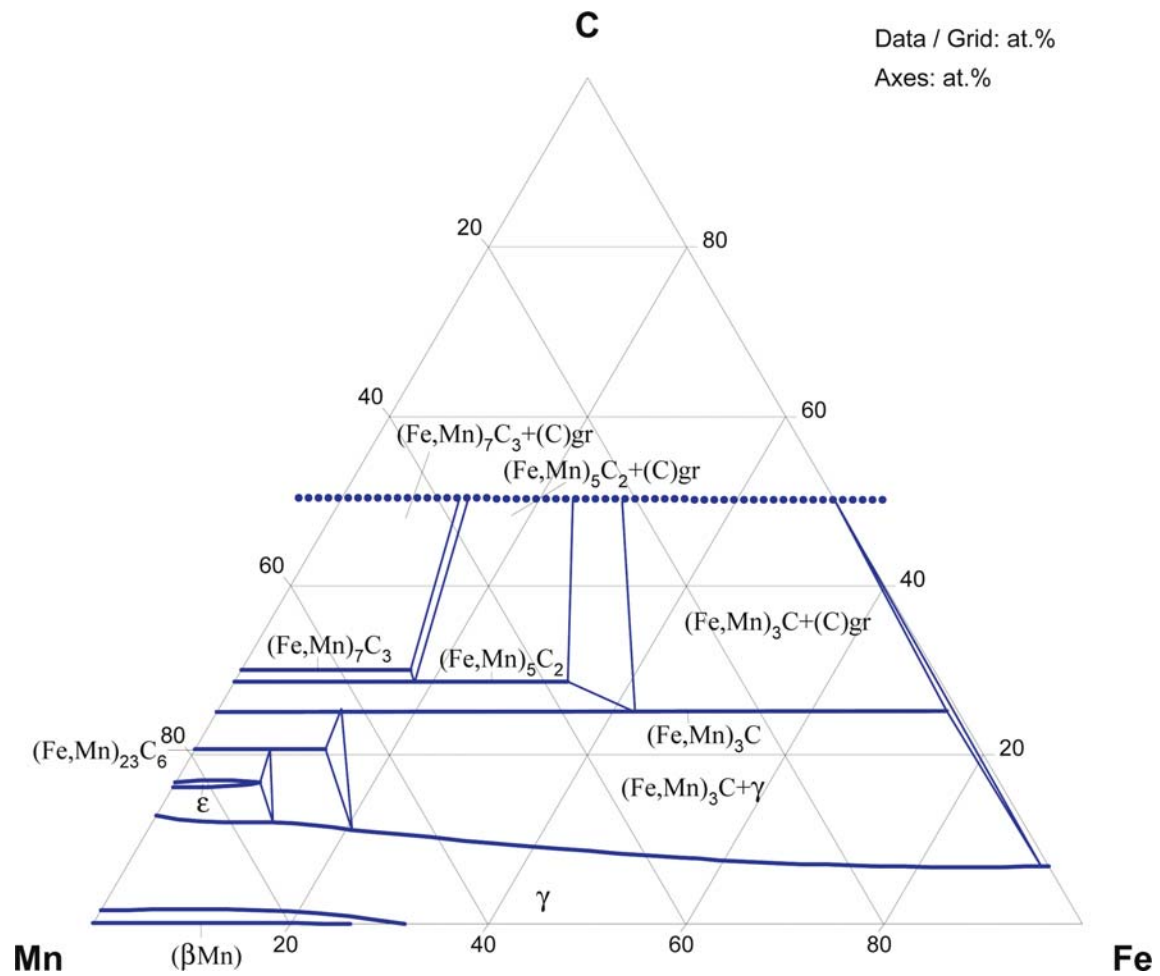 C
Data / Grid: at.%
Axes: at.%
20
80
40
60
(Fe,Mn)₇C₃+(C)gr
(Fe,Mn)₅C₂+(C)gr
60
40
(Fe,Mn)₃C+(C)gr
(Fe,Mn)₇C₃
(Fe,Mn)₅C₂
(Fe,Mn)₃C
(Fe,Mn)₂₃C₆
80
20
(Fe,Mn)₃C+γ
ε
γ
Mn
(βMn)
20
40
60
80
Fe